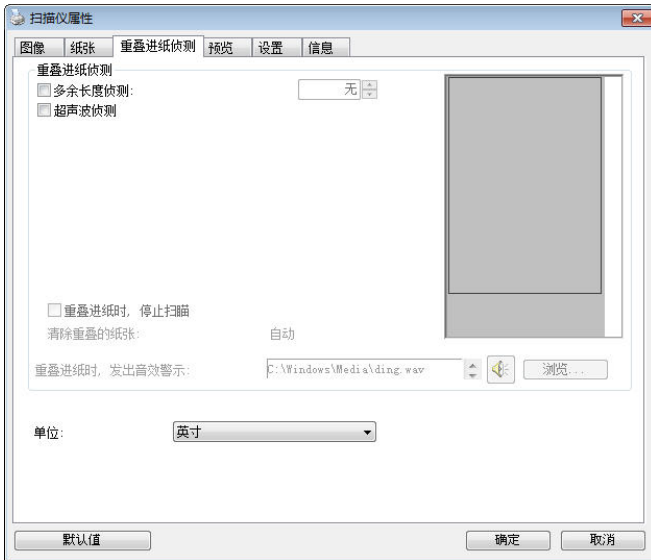 扫描仪属性
图像 纸张 重叠进纸侦测 预览 设置 信息
重叠进纸侦测
多余长度侦测: 无
超声波侦测
重叠进纸时, 停止扫瞄
清除重叠的纸张: 自动
重叠进纸时, 发出音效警示: C:\Windows\Media\ding.wav 浏览...
单位: 英寸
默认值 确定 取消